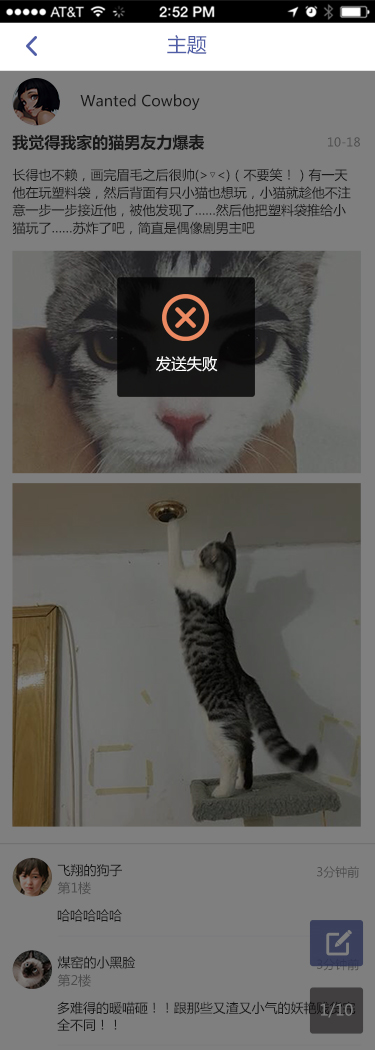 AT&T 2:52 PM
主题
Wanted Cowboy
我觉得我家的猫男友力爆表 10-18
长得也不赖，画完眉毛之后很帅(>▿<)（不要笑！）有一天
他在玩塑料袋，然后背面有只小猫也想玩，小猫就趁他不注
意一步一步接近他，被他发现了……然后他把塑料袋推给小
猫玩了……苏炸了吧，简直是偶像剧男主吧
发送失败
飞翔的狗子 3分钟前
第1楼
哈哈哈哈哈
煤窑的小黑脸 3分钟前
第2楼
多难得的暖喵砸！！跟那些又渣又小气的妖艳
全不同！！
1/10